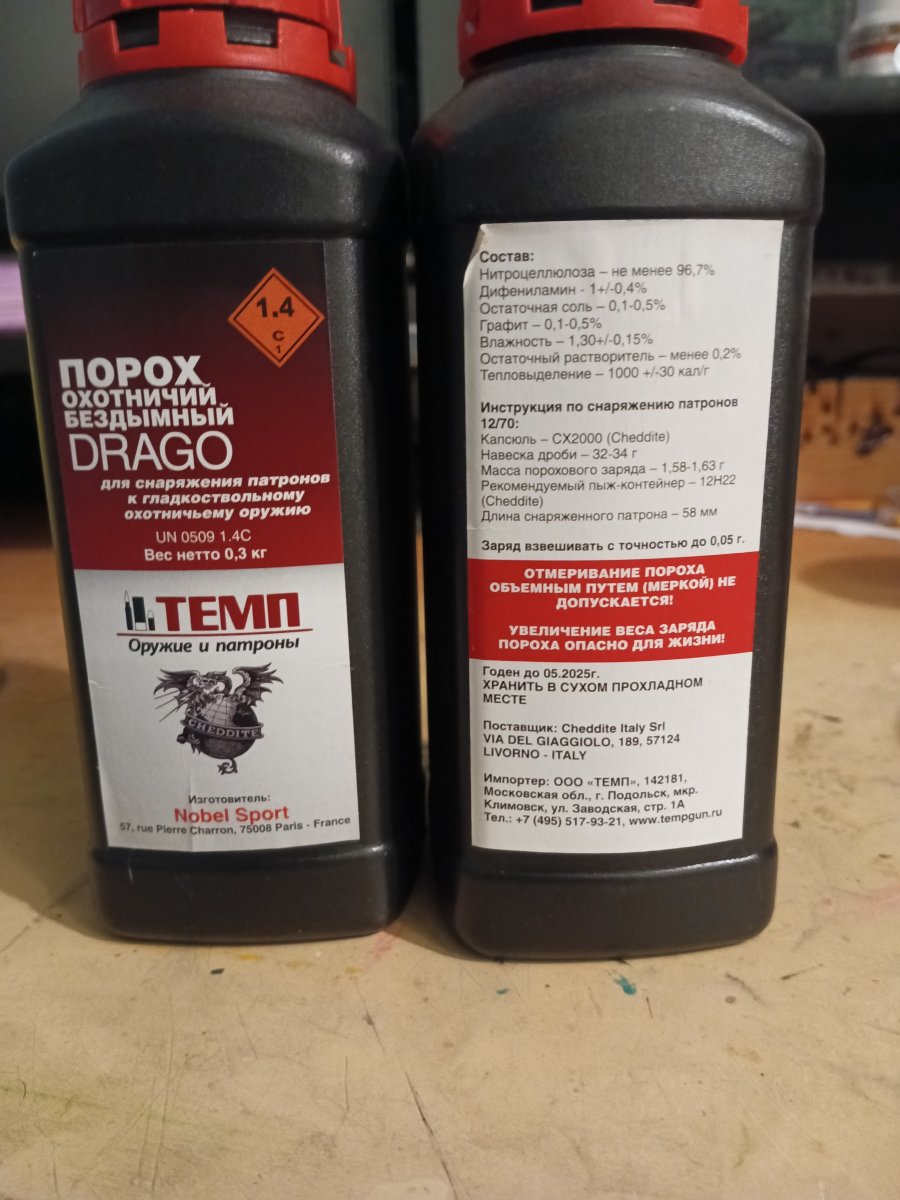 1.4
C
1
ПОРОХ
ОХОТНИЧИЙ
БЕЗДЫМНЫЙ
DRAGO
для снаряжения патронов
к гладкоствольному
охотничьему оружию
UN 0509 1.4C
Вес нетто 0,3 кг
ТЕМП
Оружие и патроны
CHEDDITE
Изготовитель:
Nobel Sport
57, rue Pierre Charron, 75008 Paris - France
Состав:
Нитроцеллюлоза – не менее 96,7%
Дифениламин - 1+/-0,4%
Остаточная соль – 0,1-0,5%
Графит – 0,1-0,5%
Влажность – 1,30+/-0,15%
Остаточный растворитель – менее 0,2%
Тепловыделение – 1000 +/-30 кал/г
Инструкция по снаряжению патронов
12/70:
Капсюль – CX2000 (Cheddite)
Навеска дроби – 32-34 г
Масса порохового заряда – 1,58-1,63 г
Рекомендуемый пыж-контейнер – 12H22
(Cheddite)
Длина снаряженного патрона – 58 мм
Заряд взвешивать с точностью до 0,05 г.
ОТМЕРИВАНИЕ ПОРОХА
ОБЪЕМНЫМ ПУТЕМ (МЕРКОЙ) НЕ
ДОПУСКАЕТСЯ!
УВЕЛИЧЕНИЕ ВЕСА ЗАРЯДА
ПОРОХА ОПАСНО ДЛЯ ЖИЗНИ!
Годен до 05.2025г.
ХРАНИТЬ В СУХОМ ПРОХЛАДНОМ
МЕСТЕ
Поставщик: Cheddite Italy Srl
VIA DEL GIAGGIOLO, 189, 57124
LIVORNO - ITALY
Импортер: ООО «ТЕМП», 142181,
Московская обл., г. Подольск, мкр.
Климовск, ул. Заводская, стр. 1А
Тел.: +7 (495) 517-93-21, www.tempgun.ru